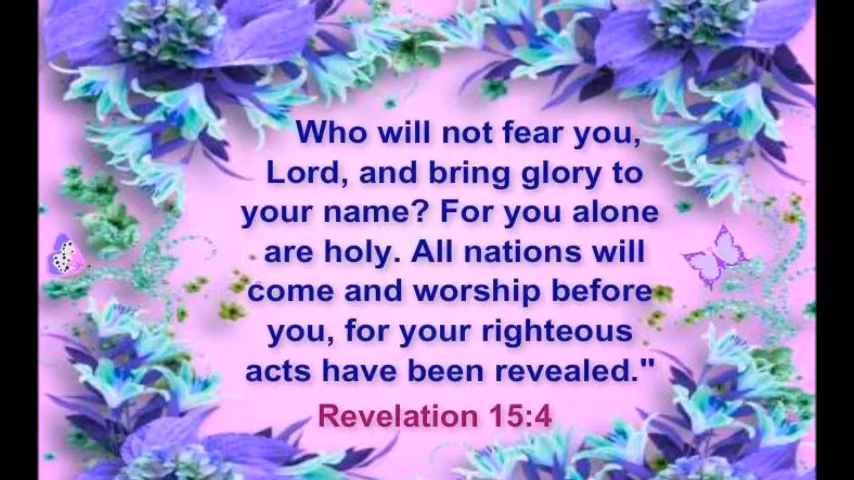 Who will not fear you,
Lord, and bring glory to
your name? For you alone
are holy. All nations will
come and worship before
you, for your righteous
acts have been revealed."
Revelation 15:4